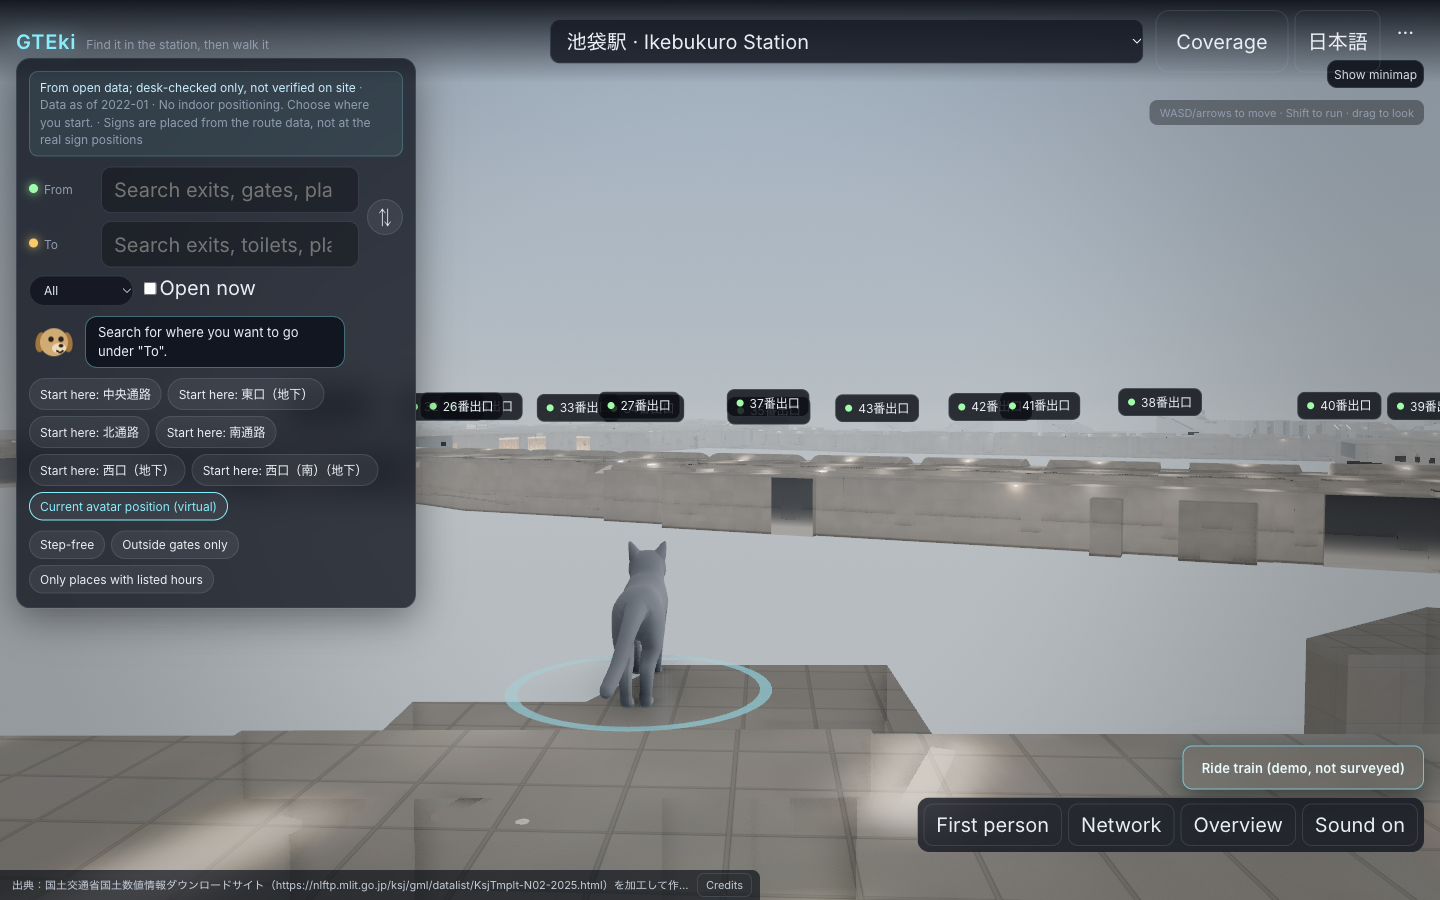 GTEki Find it in the station, then walk it
池袋駅 · Ikebukuro Station
Coverage
日本語
...
Show minimap
WASD/arrows to move · Shift to run · drag to look
From open data; desk-checked only, not verified on site ·
Data as of 2022-01 · No indoor positioning. Choose where
you start. · Signs are placed from the route data, not at the
real sign positions
From
Search exits, gates, pla
To
Search exits, toilets, pla
All
Open now
Search for where you want to go
under "To".
Start here: 中央通路
Start here: 東口（地下）
Start here: 北通路
Start here: 南通路
Start here: 西口（地下）
Start here: 西口（南）（地下）
Current avatar position (virtual)
Step-free
Outside gates only
Only places with listed hours
26番出口
口
33番出
27番出口
37番出口
43番出口
42番
41番出口
38番出口
40番出口
39番
Ride train (demo, not surveyed)
First person
Network
Overview
Sound on
出典：国土交通省国土数値情報ダウンロードサイト（https://nlftp.mlit.go.jp/ksj/gml/datalist/KsjTmplt-N02-2025.html）を加工して作...
Credits